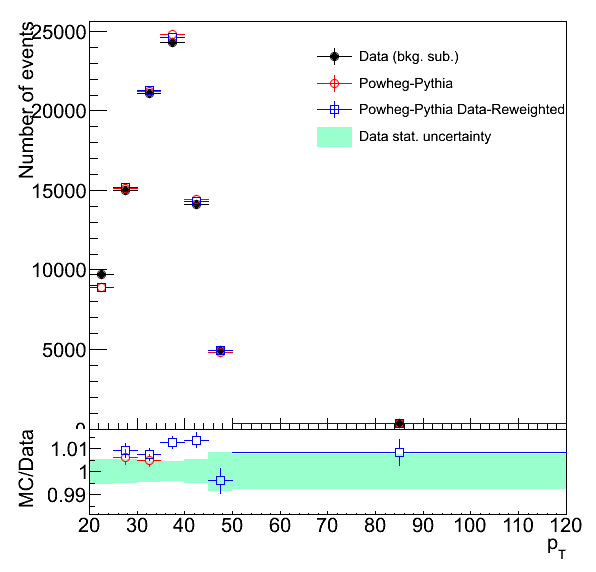 Number of events
25000
20000
15000
10000
5000
0
Data (bkg. sub.)
Powheg-Pythia
Powheg-Pythia Data-Reweighted
Data stat. uncertainty
MC/Data
1.01
1
0.99
20 30 40 50 60 70 80 90 100 110 120
p_T